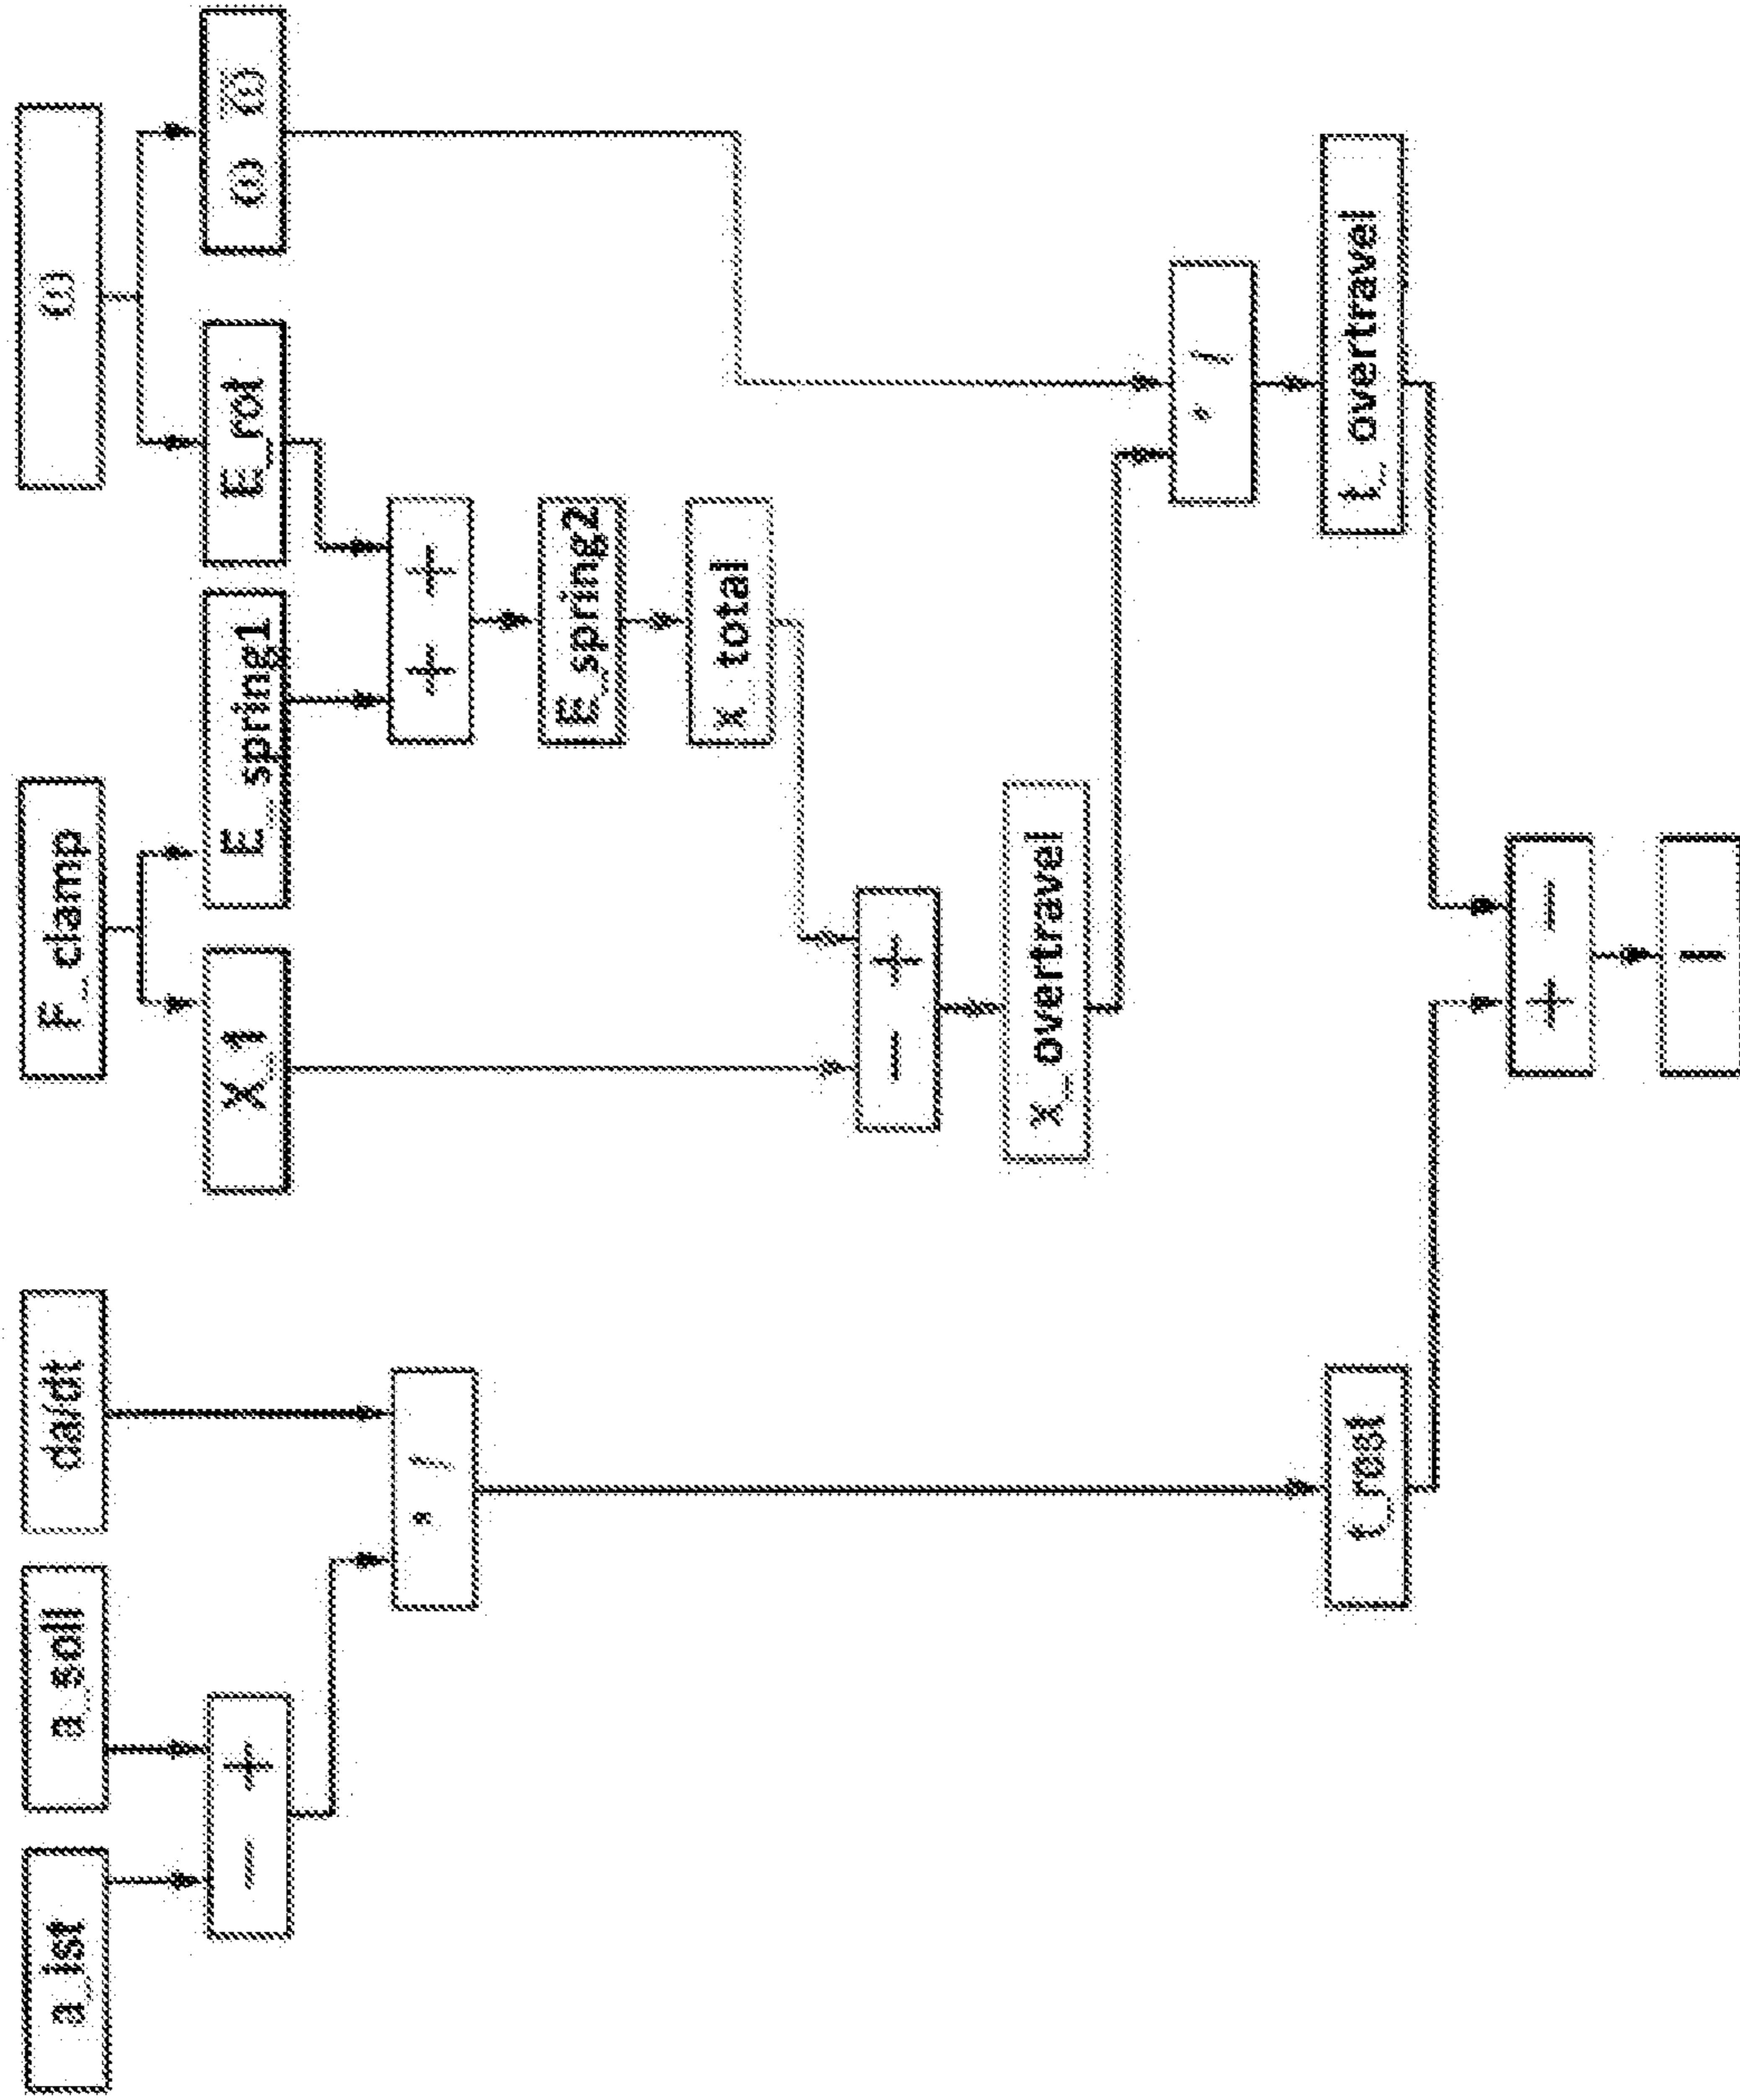 a_ist
a_soll
da/dt
F_clamp
ω
- +
X_1
E_spring1
E_rot
ω ω̅
* /
+ +
E_spring2
x_total
- +
x_overtravel
* /
t_rest
t_overtravel
+ -
I